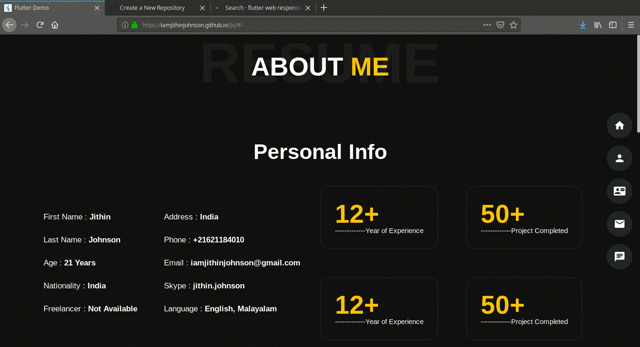 Flutter Demo
Create a New Repository
Search · flutter web respons
https://iamjithinjohnson.github.io/jkj/#/
RESUME
ABOUT ME
Personal Info
First Name : Jithin
Address : India
Last Name : Johnson
Phone : +21621184010
Age : 21 Years
Email : iamjithinjohnson@gmail.com
Nationality : India
Skype : jithin.johnson
Freelancer : Not Available
Language : English, Malayalam
12+
-------------Year of Experience
50+
-------------Project Completed
12+
-------------Year of Experience
50+
-------------Project Completed